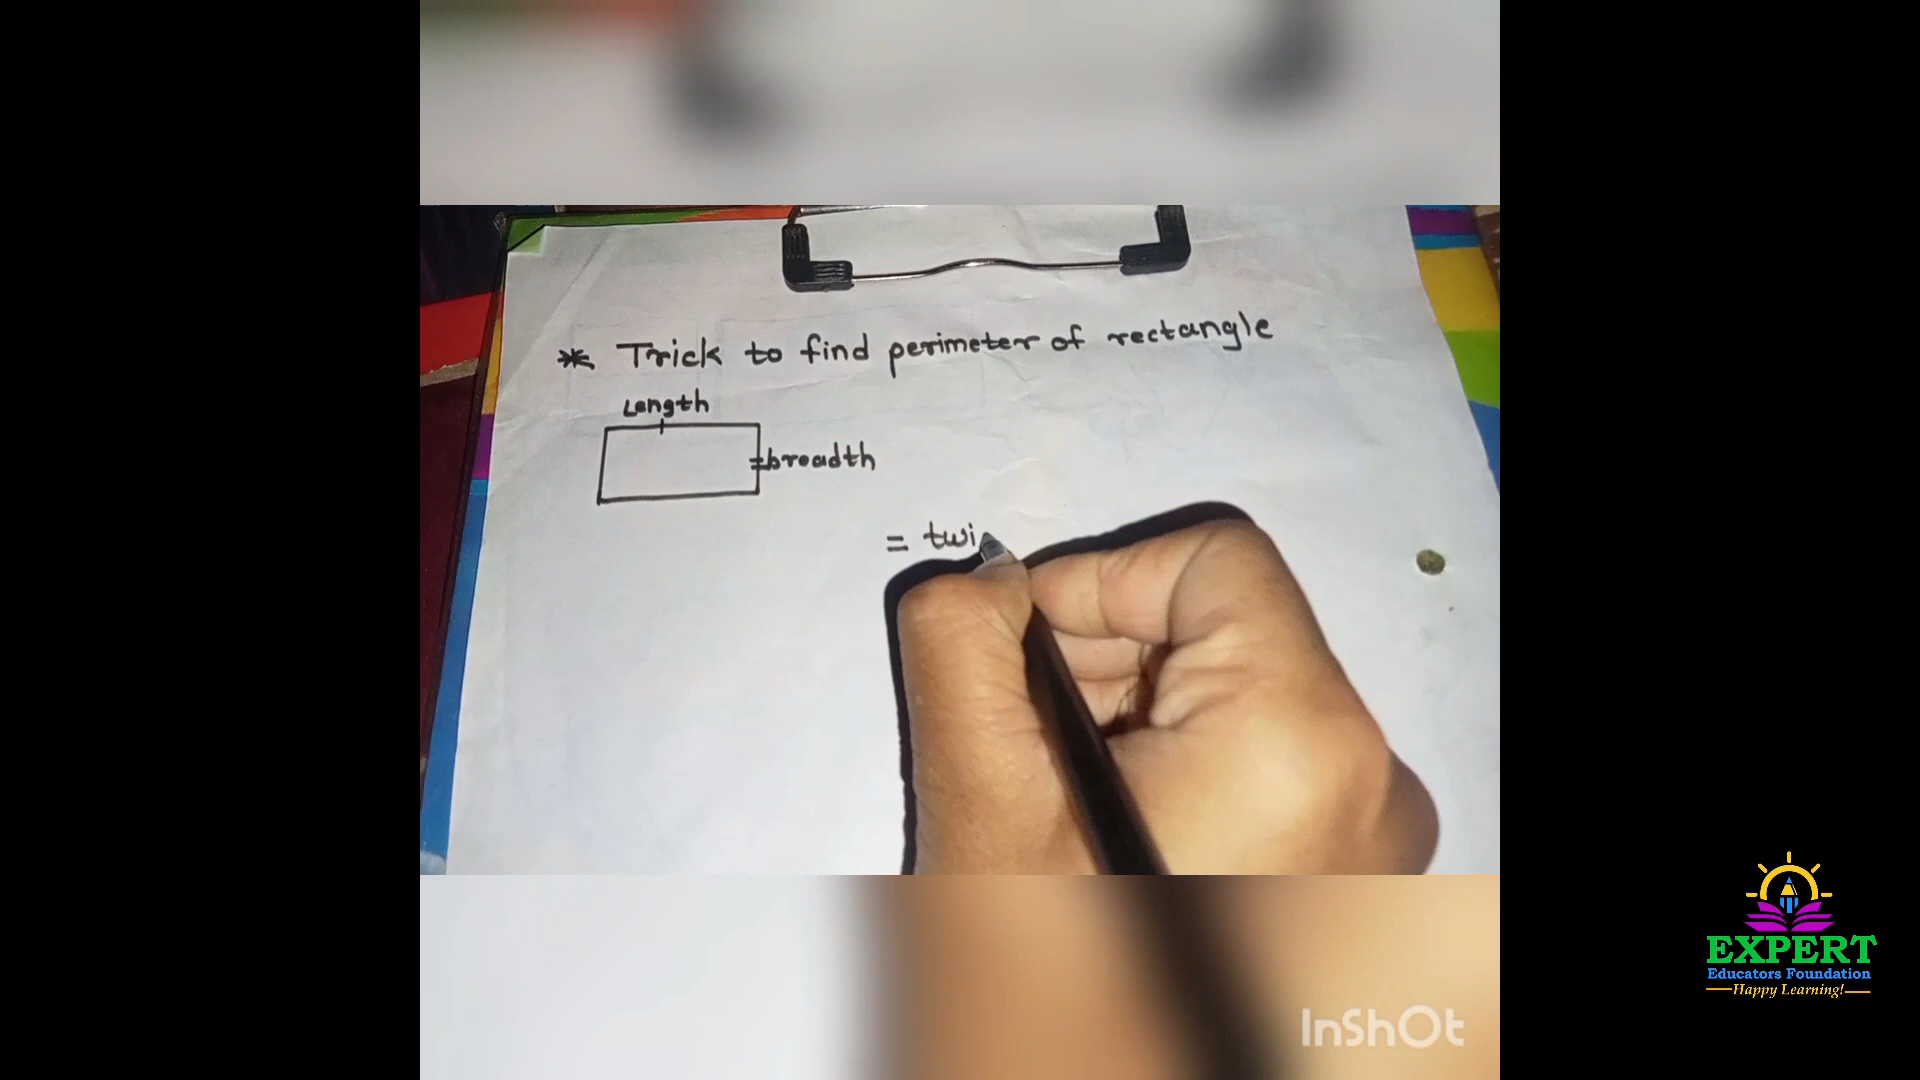 * Trick to find perimeter of rectangle
Length
breadth
= twi
EXPERT
Educators Foundation
Happy Learning!
InShOt